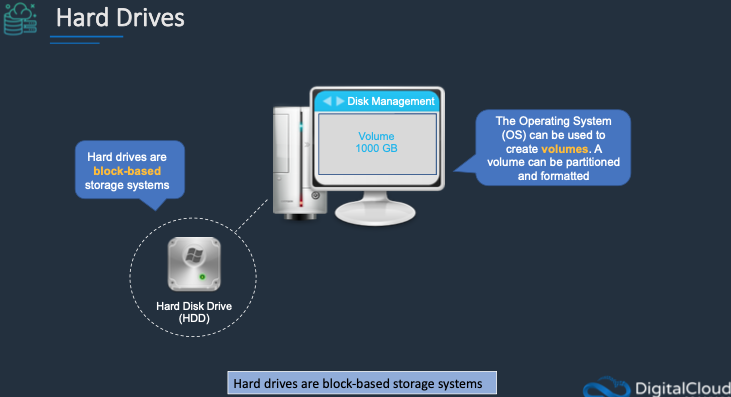 Hard Drives
Disk Management
Volume
1000 GB
The Operating System
(OS) can be used to
create volumes. A
volume can be partitioned
and formatted
Hard drives are
block-based
storage systems
Hard Disk Drive
(HDD)
Hard drives are block-based storage systems
DigitalCloud